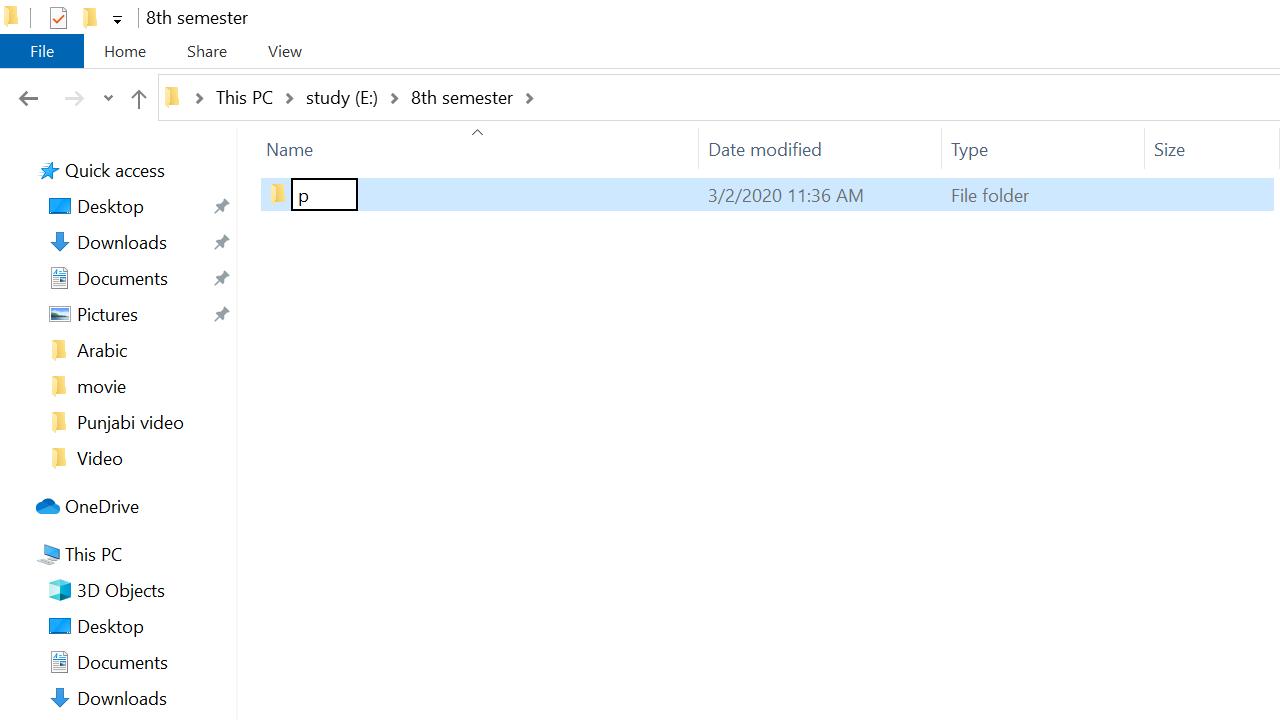 8th semester
File Home Share View
This PC study (E:) 8th semester
Name Date modified Type Size
p 3/2/2020 11:36 AM File folder
Quick access
Desktop
Downloads
Documents
Pictures
Arabic
movie
Punjabi video
Video
OneDrive
This PC
3D Objects
Desktop
Documents
Downloads